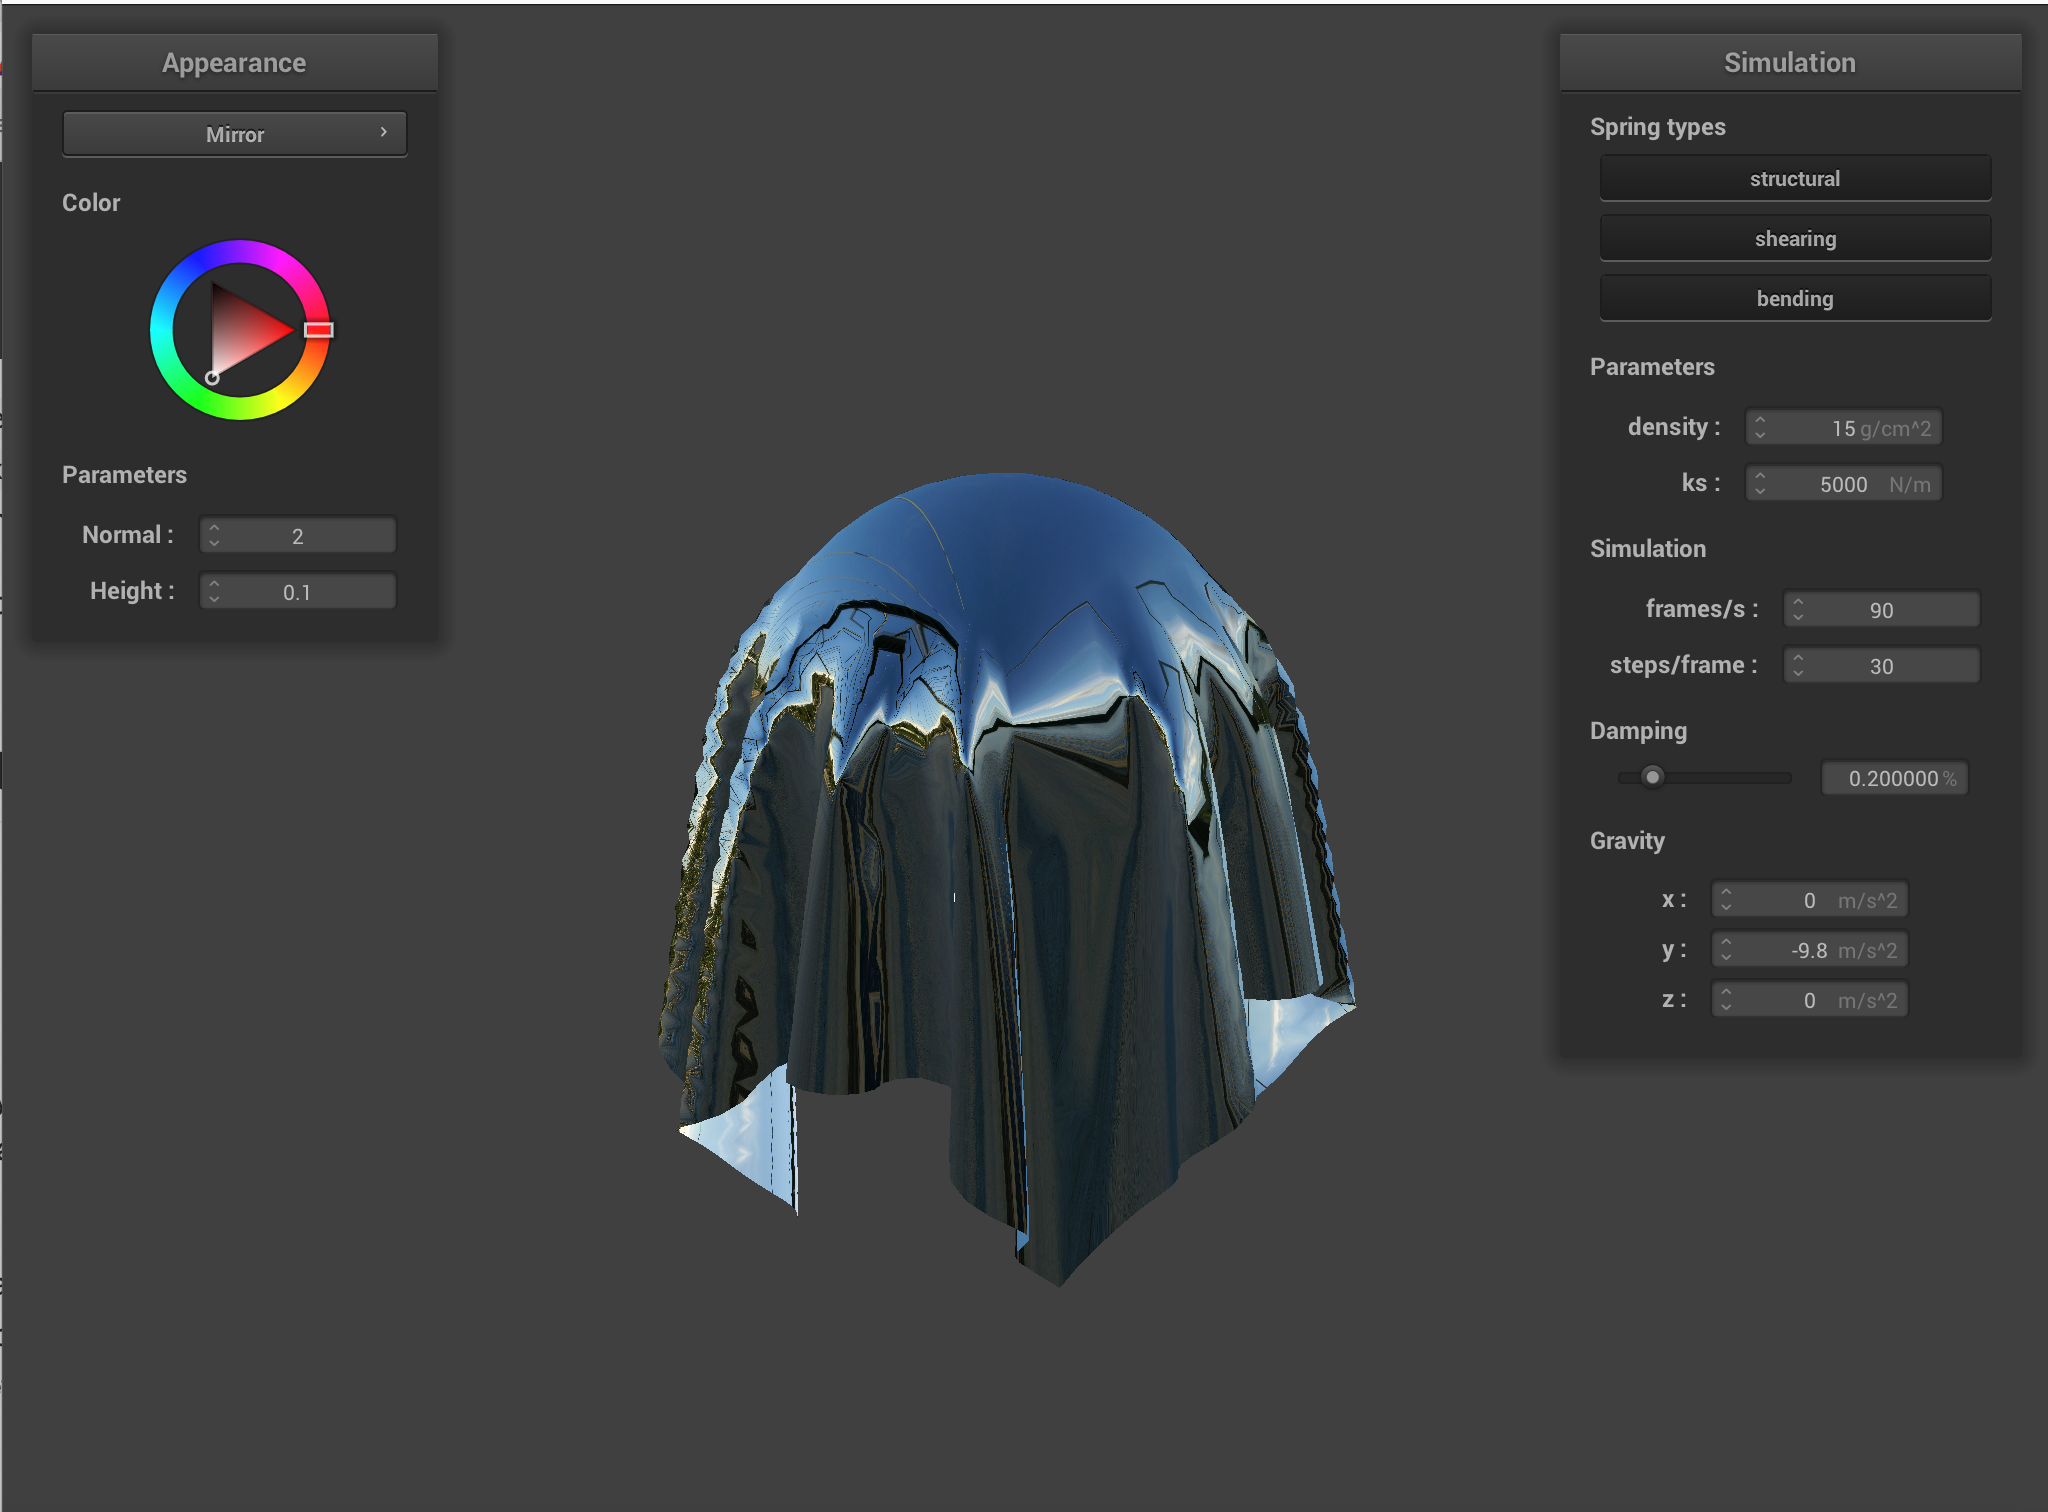 Appearance
Mirror
Color
Parameters
Normal : 2
Height : 0.1
Simulation
Spring types
structural
shearing
bending
Parameters
density : 15 g/cm^2
ks : 5000 N/m
Simulation
frames/s : 90
steps/frame : 30
Damping
0.200000 %
Gravity
x : 0 m/s^2
y : -9.8 m/s^2
z : 0 m/s^2